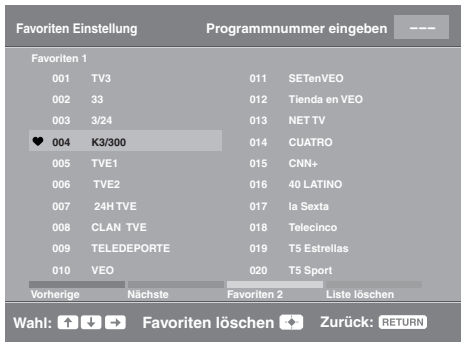 Favoriten Einstellung Programmnummer eingeben ---
Favoriten 1
001 TV3
002 33
003 3/24
004 K3/300
005 TVE1
006 TVE2
007 24H TVE
008 CLAN TVE
009 TELEDEPORTE
010 VEO
011 SETenVEO
012 Tienda en VEO
013 NET TV
014 CUATRO
015 CNN+
016 40 LATINO
017 la Sexta
018 Telecinco
019 T5 Estrellas
020 T5 Sport
Vorherige Nächste Favoriten 2 Liste löschen
Wahl: Favoriten löschen Zurück: RETURN